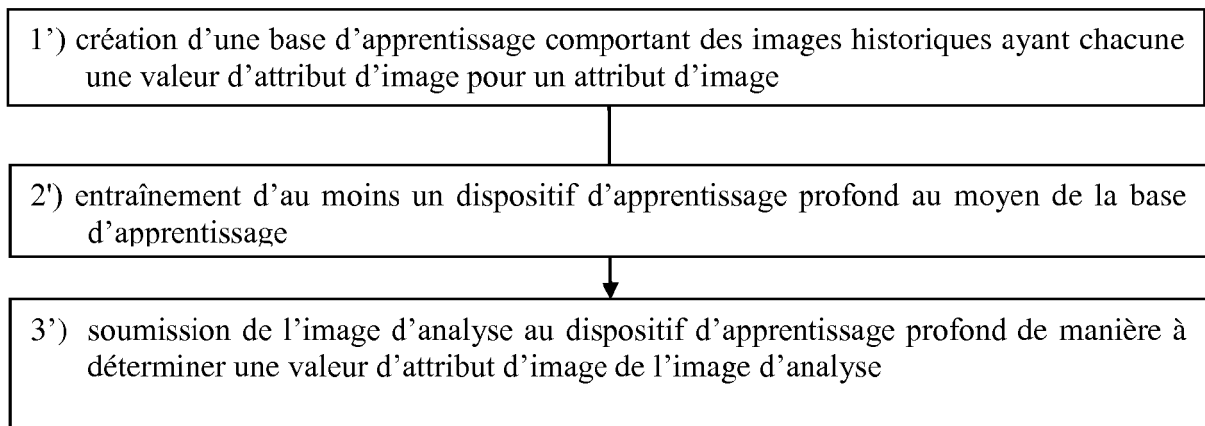 1’) création d’une base d’apprentissage comportant des images historiques ayant chacune
une valeur d’attribut d’image pour un attribut d’image
2') entraînement d’au moins un dispositif d’apprentissage profond au moyen de la base
d’apprentissage
3’) soumission de l’image d’analyse au dispositif d’apprentissage profond de manière à
déterminer une valeur d’attribut d’image de l’image d’analyse